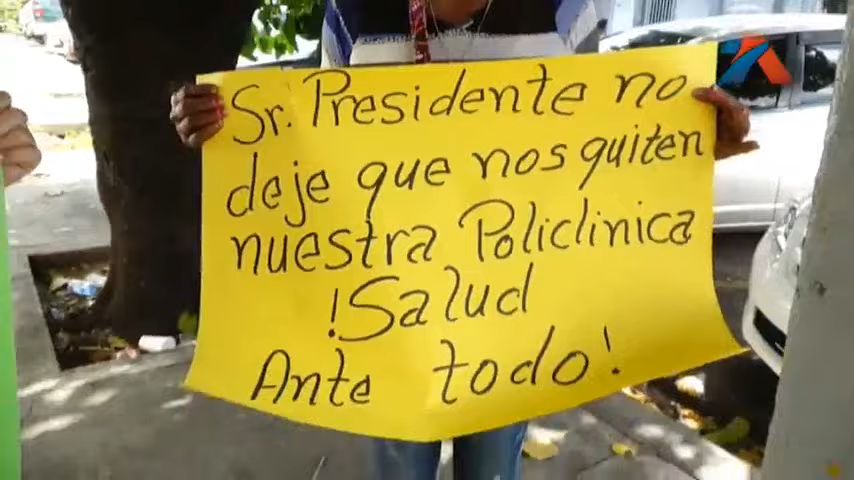 Sr. Presidente no
deje que nos quiten
nuestra Policlinica
!Salud
Ante todo!